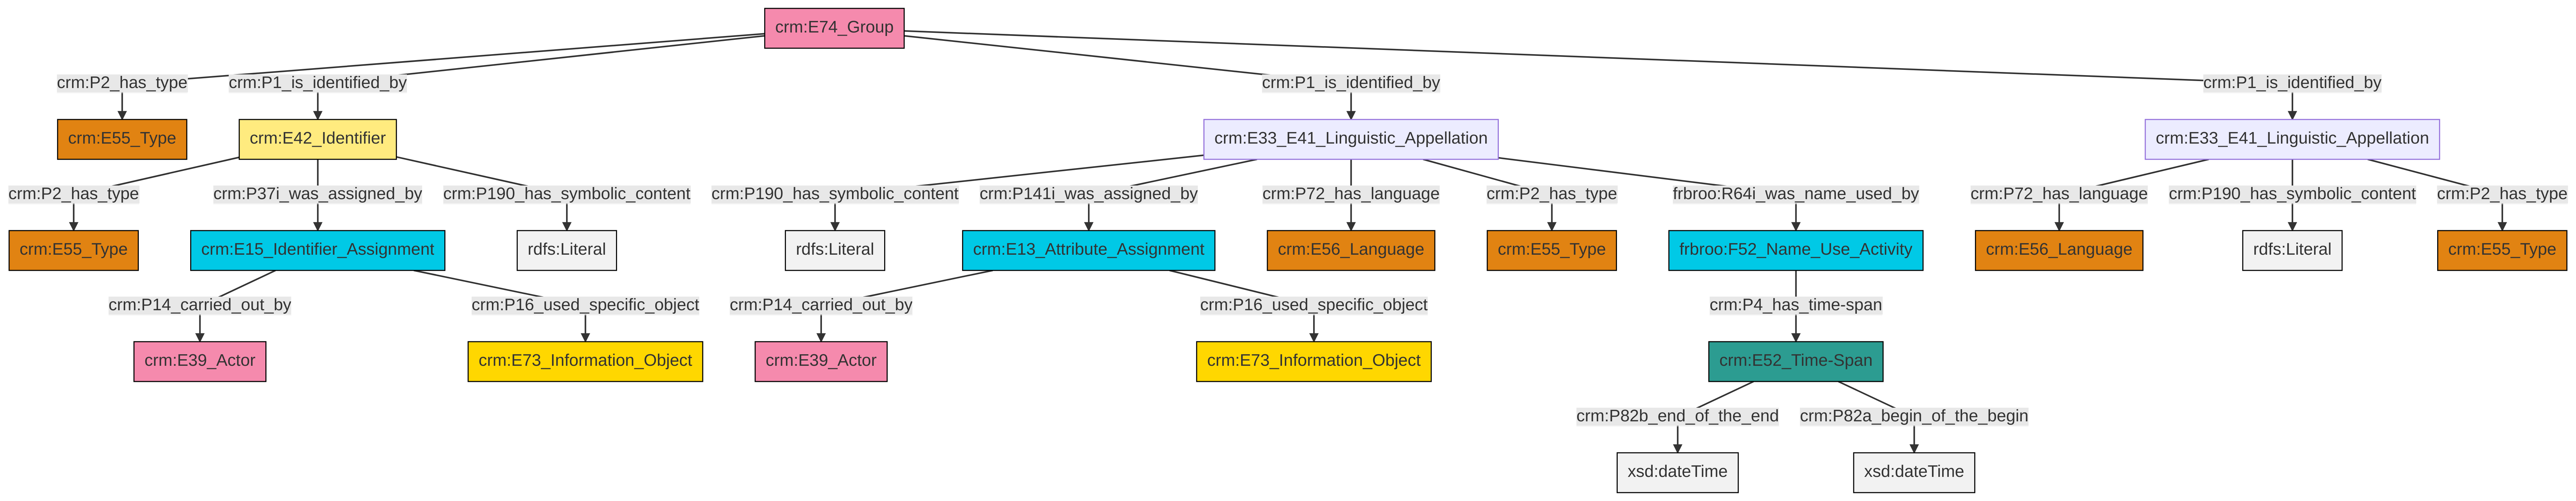 crm:E74_Group
crm:P2_has_type
crm:P1_is_identified_by
crm:P1_is_identified_by
crm:P1_is_identified_by
crm:E55_Type
crm:E42_Identifier
crm:E33_E41_Linguistic_Appellation
crm:E33_E41_Linguistic_Appellation
crm:P2_has_type
crm:P37i_was_assigned_by
crm:P190_has_symbolic_content
crm:P190_has_symbolic_content
crm:P141i_was_assigned_by
crm:P72_has_language
crm:P2_has_type
frbroo:R64i_was_name_used_by
crm:P72_has_language
crm:P190_has_symbolic_content
crm:P2_has_type
crm:E55_Type
crm:E15_Identifier_Assignment
rdfs:Literal
rdfs:Literal
crm:E13_Attribute_Assignment
crm:E56_Language
crm:E55_Type
frbroo:F52_Name_Use_Activity
crm:E56_Language
rdfs:Literal
crm:E55_Type
crm:P14_carried_out_by
crm:P16_used_specific_object
crm:P14_carried_out_by
crm:P16_used_specific_object
crm:P4_has_time-span
crm:E39_Actor
crm:E73_Information_Object
crm:E39_Actor
crm:E73_Information_Object
crm:E52_Time-Span
crm:P82b_end_of_the_end
crm:P82a_begin_of_the_begin
xsd:dateTime
xsd:dateTime